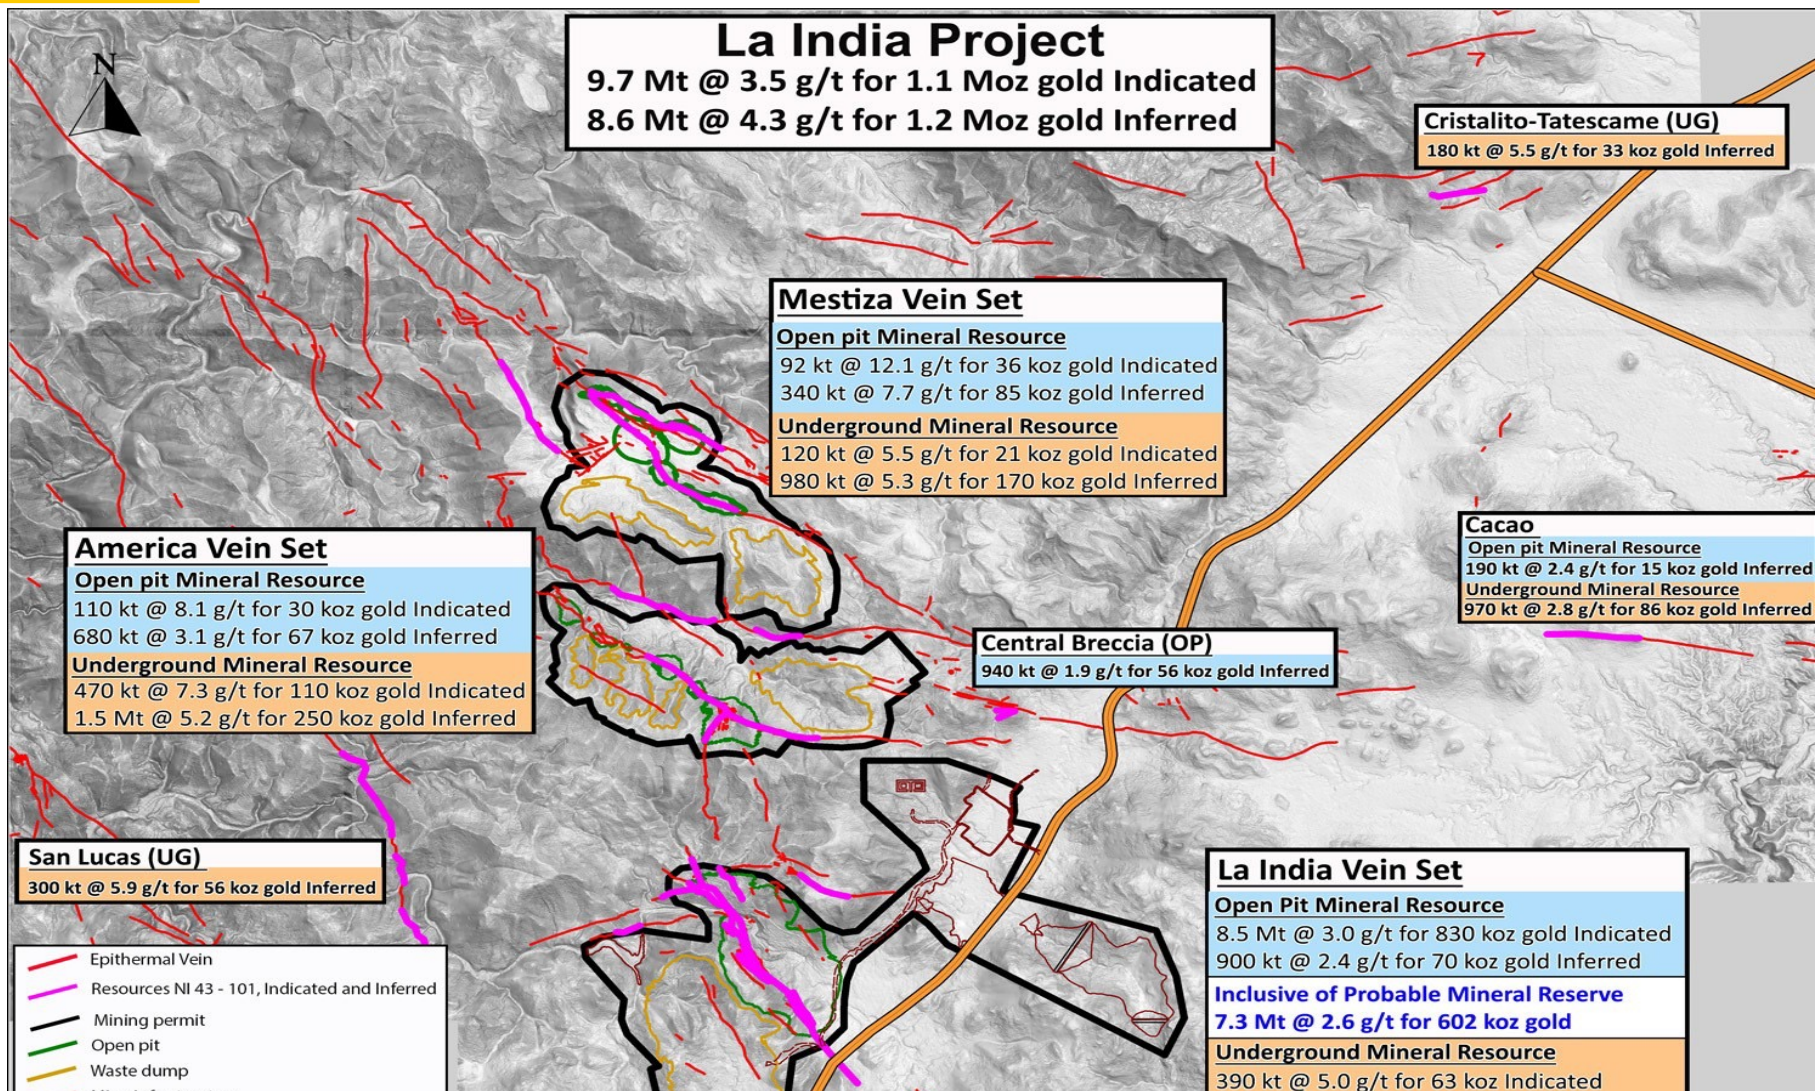 La India Project
9.7 Mt @ 3.5 g/t for 1.1 Moz gold Indicated
8.6 Mt @ 4.3 g/t for 1.2 Moz gold Inferred
N
Cristalito-Tatescame (UG)
180 kt @ 5.5 g/t for 33 koz gold Inferred
Mestiza Vein Set
Open pit Mineral Resource
92 kt @ 12.1 g/t for 36 koz gold Indicated
340 kt @ 7.7 g/t for 85 koz gold Inferred
Underground Mineral Resource
120 kt @ 5.5 g/t for 21 koz gold Indicated
980 kt @ 5.3 g/t for 170 koz gold Inferred
America Vein Set
Open pit Mineral Resource
110 kt @ 8.1 g/t for 30 koz gold Indicated
680 kt @ 3.1 g/t for 67 koz gold Inferred
Underground Mineral Resource
470 kt @ 7.3 g/t for 110 koz gold Indicated
1.5 Mt @ 5.2 g/t for 250 koz gold Inferred
Cacao
Open pit Mineral Resource
190 kt @ 2.4 g/t for 15 koz gold Inferred
Underground Mineral Resource
970 kt @ 2.8 g/t for 86 koz gold Inferred
Central Breccia (OP)
940 kt @ 1.9 g/t for 56 koz gold Inferred
San Lucas (UG)
300 kt @ 5.9 g/t for 56 koz gold Inferred
La India Vein Set
Open Pit Mineral Resource
8.5 Mt @ 3.0 g/t for 830 koz gold Indicated
900 kt @ 2.4 g/t for 70 koz gold Inferred
Inclusive of Probable Mineral Reserve
7.3 Mt @ 2.6 g/t for 602 koz gold
Underground Mineral Resource
390 kt @ 5.0 g/t for 63 koz Indicated
Epithermal Vein
Resources NI 43 - 101, Indicated and Inferred
Mining permit
Open pit
Waste dump